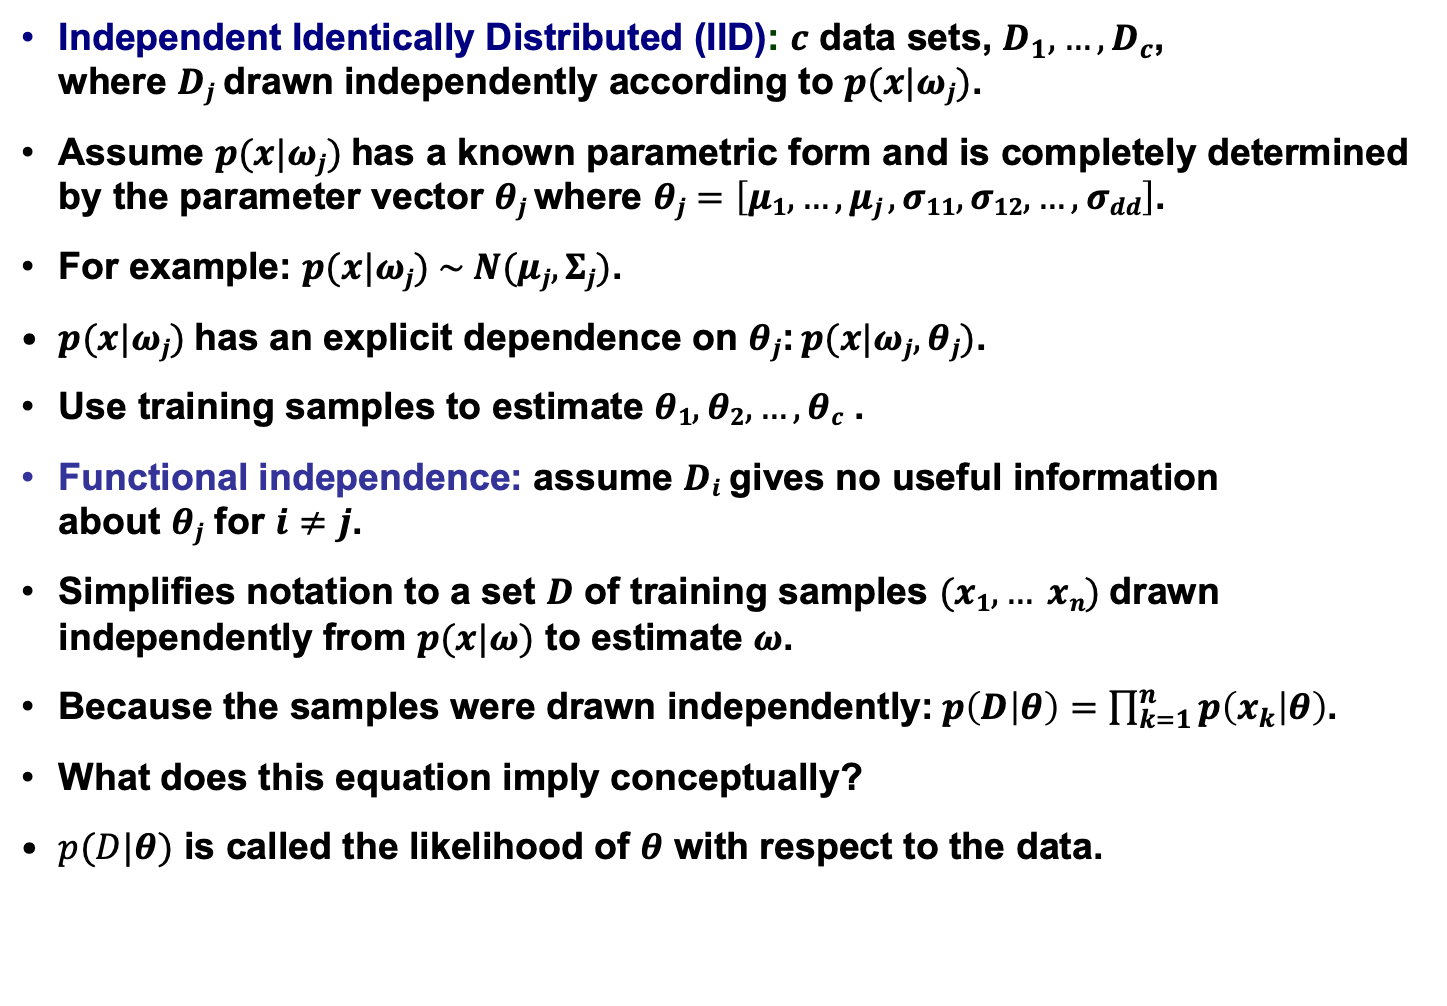 • Independent Identically Distributed (IID): c data sets, D₁, … , D_c,
where D_j drawn independently according to p(x|ω_j).
• Assume p(x|ω_j) has a known parametric form and is completely determined
by the parameter vector θ_j where θ_j = [μ₁, … , μ_j, σ₁₁, σ₁₂, … , σ_dd].
• For example: p(x|ω_j) ~ N(μ_j, Σ_j).
• p(x|ω_j) has an explicit dependence on θ_j: p(x|ω_j, θ_j).
• Use training samples to estimate θ₁, θ₂, … , θ_c .
• Functional independence: assume D_i gives no useful information
about θ_j for i ≠ j.
• Simplifies notation to a set D of training samples (x₁, … x_n) drawn
independently from p(x|ω) to estimate ω.
• Because the samples were drawn independently: p(D|θ) = ∏ⁿ_{k=1} p(x_k|θ).
• What does this equation imply conceptually?
• p(D|θ) is called the likelihood of θ with respect to the data.